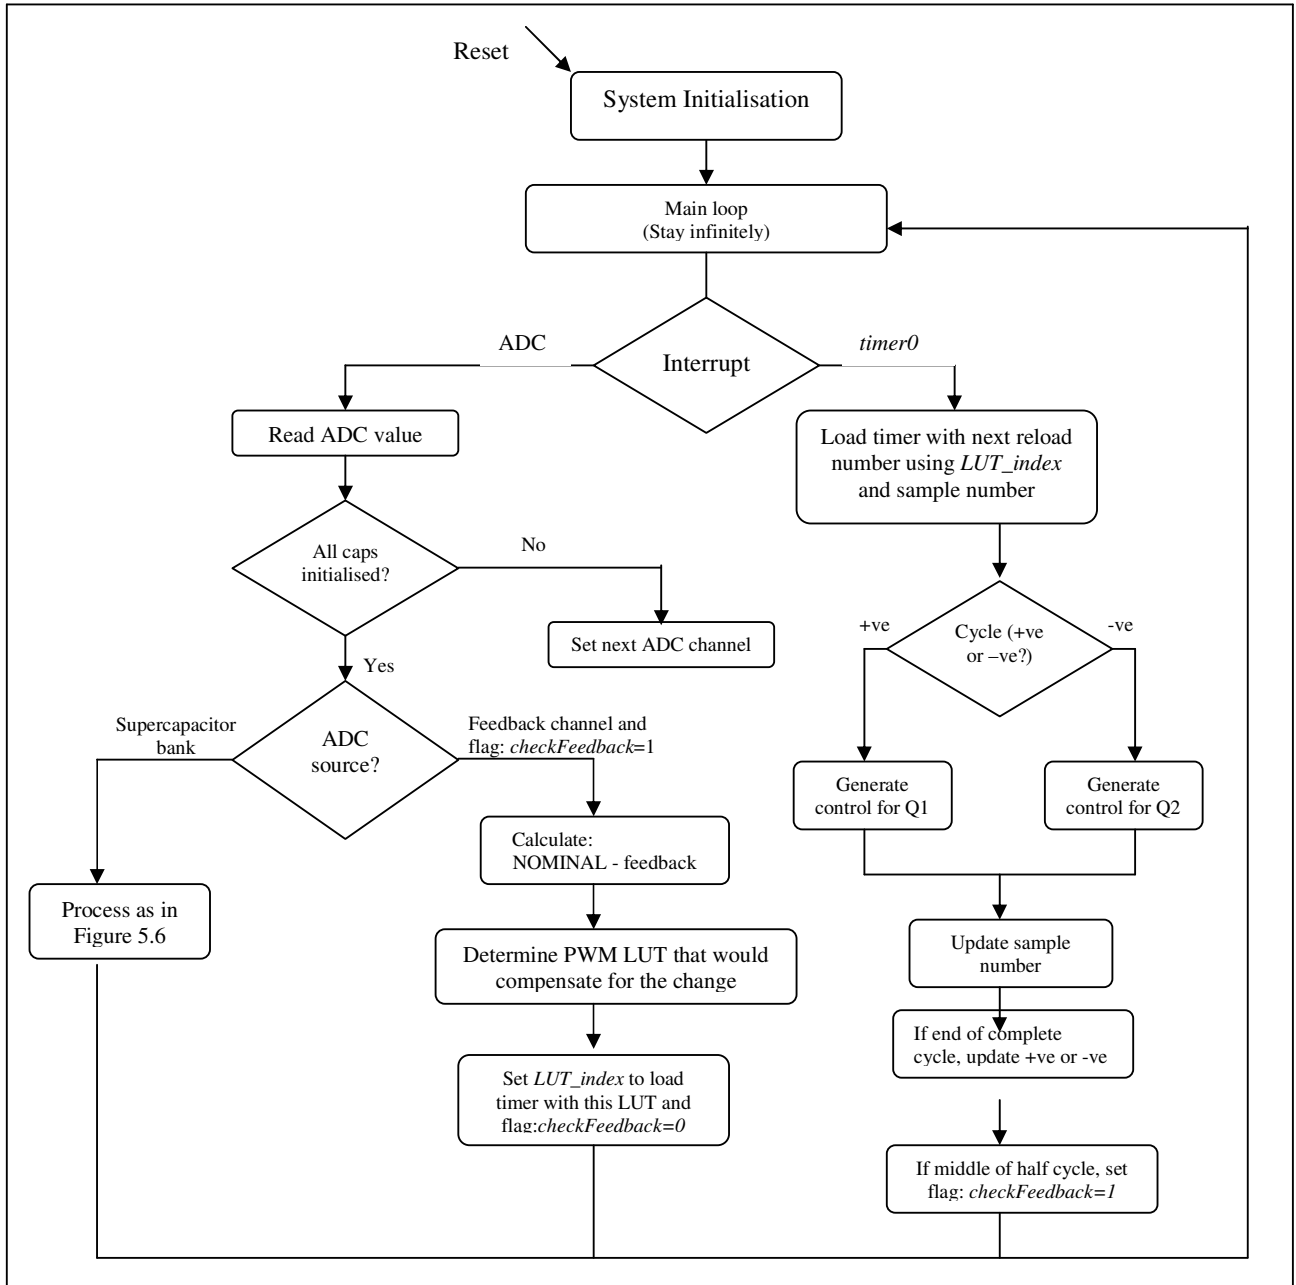 Reset
System Initialisation
Main loop
(Stay infinitely)
Interrupt
ADC
timer0
Read ADC value
Load timer with next reload
number using LUT_index
and sample number
All caps
initialised?
No
Set next ADC channel
Yes
Cycle (+ve
or –ve?)
+ve
-ve
Supercapacitor
bank
ADC
source?
Feedback channel and
flag: checkFeedback=1
Generate
control for Q1
Generate
control for Q2
Calculate:
NOMINAL - feedback
Process as in
Figure 5.6
Determine PWM LUT that would
compensate for the change
Update sample
number
If end of complete
cycle, update +ve or -ve
Set LUT_index to load
timer with this LUT and
flag:checkFeedback=0
If middle of half cycle, set
flag: checkFeedback=1